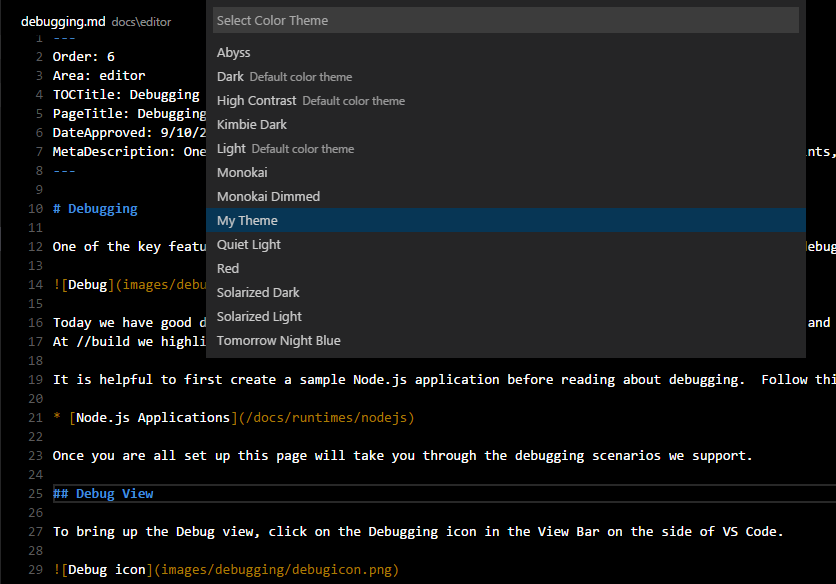 debugging.md docs\editor
Select Color Theme
Abyss
Dark Default color theme
High Contrast Default color theme
Kimbie Dark
Light Default color theme
Monokai
Monokai Dimmed
My Theme
Quiet Light
Red
Solarized Dark
Solarized Light
Tomorrow Night Blue
1 ---
2 Order: 6
3 Area: editor
4 TOCTitle: Debugging
5 PageTitle: Debugging
6 DateApproved: 9/10/2
7 MetaDescription: One nts,
8 ---
9
10 # Debugging
11
12 One of the key featu debug
13
14 ![Debug](images/debu
15
16 Today we have good d and
17 At //build we highli
18
19 It is helpful to first create a sample Node.js application before reading about debugging.  Follow thi
20
21 * [Node.js Applications](/docs/runtimes/nodejs)
22
23 Once you are all set up this page will take you through the debugging scenarios we support.
24
25 ## Debug View
26
27 To bring up the Debug view, click on the Debugging icon in the View Bar on the side of VS Code.
28
29 ![Debug icon](images/debugging/debugicon.png)